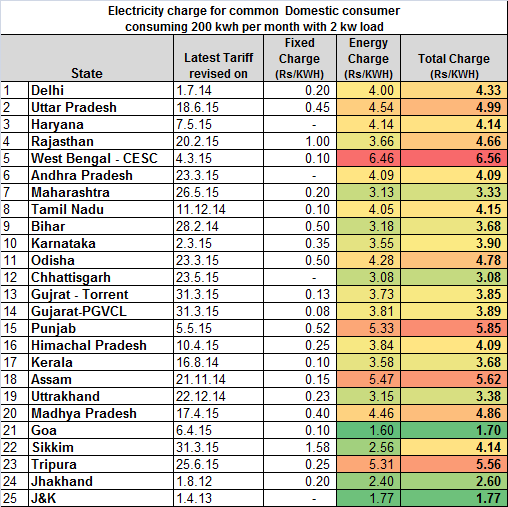 Electricity charge for common Domestic consumer
consuming 200 kwh per month with 2 kw load
State Latest Tariff revised on Fixed Charge (Rs/KWH) Energy Charge (Rs/KWH) Total Charge (Rs/KWH)
1 Delhi 1.7.14 0.20 4.00 4.33
2 Uttar Pradesh 18.6.15 0.45 4.54 4.99
3 Haryana 7.5.15 - 4.14 4.14
4 Rajasthan 20.2.15 1.00 3.66 4.66
5 West Bengal - CESC 4.3.15 0.10 6.46 6.56
6 Andhra Pradesh 23.3.15 - 4.09 4.09
7 Maharashtra 26.5.15 0.20 3.13 3.33
8 Tamil Nadu 11.12.14 0.10 4.05 4.15
9 Bihar 28.2.14 0.50 3.18 3.68
10 Karnataka 2.3.15 0.35 3.55 3.90
11 Odisha 23.3.15 0.50 4.28 4.78
12 Chhattisgarh 23.5.15 - 3.08 3.08
13 Gujrat - Torrent 31.3.15 0.13 3.73 3.85
14 Gujarat-PGVCL 31.3.15 0.08 3.81 3.89
15 Punjab 5.5.15 0.52 5.33 5.85
16 Himachal Pradesh 10.4.15 0.25 3.84 4.09
17 Kerala 16.8.14 0.10 3.58 3.68
18 Assam 21.11.14 0.15 5.47 5.62
19 Uttrakhand 22.12.14 0.23 3.15 3.38
20 Madhya Pradesh 17.4.15 0.40 4.46 4.86
21 Goa 6.4.15 0.10 1.60 1.70
22 Sikkim 31.3.15 1.58 2.56 4.14
23 Tripura 25.6.15 0.25 5.31 5.56
24 Jhakhand 1.8.12 0.20 2.40 2.60
25 J&K 1.4.13 - 1.77 1.77